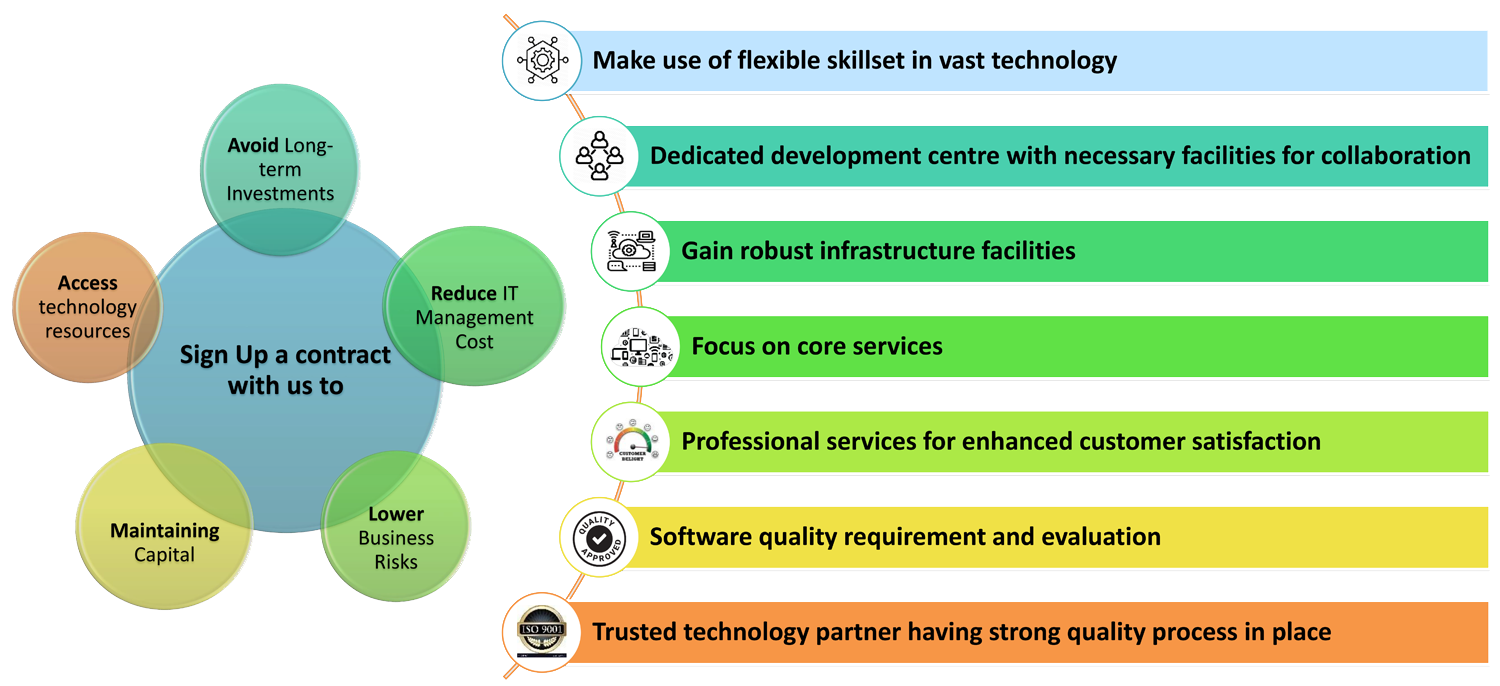 Avoid Long-
term
Investments
Access
technology
resources
Reduce IT
Management
Cost
Sign Up a contract
with us to
Maintaining
Capital
Lower
Business
Risks
Make use of flexible skillset in vast technology
Dedicated development centre with necessary facilities for collaboration
Gain robust infrastructure facilities
Focus on core services
CUSTOMER
DELIGHT
Professional services for enhanced customer satisfaction
QUALITY
APPROVED
Software quality requirement and evaluation
ISO 9001
Trusted technology partner having strong quality process in place